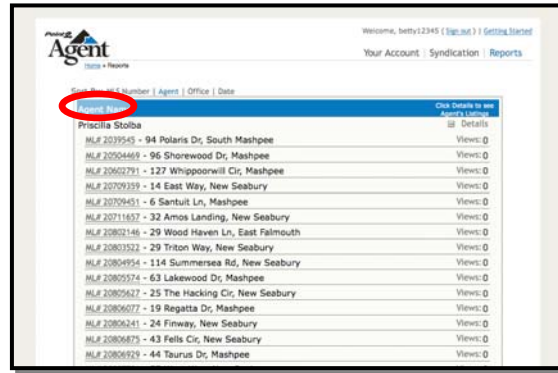 Point2
Agent
Welcome, betty12345 ( Sign out ) | Getting Started
Your Account | Syndication | Reports
Home » Reports
MLS Number | Agent | Office | Date
Agent Name
Click Details to see
Agent's Listings
Priscilla Stolba
Details
ML# 2039545 - 94 Polaris Dr, South Mashpee Views: 0
ML# 20504469 - 96 Shorewood Dr, Mashpee Views: 0
ML# 20602791 - 127 Whippoorwill Cir, Mashpee Views: 0
ML# 20709359 - 14 East Way, New Seabury Views: 0
ML# 20709451 - 6 Santuit Ln, Mashpee Views: 0
ML# 20711657 - 32 Amos Landing, New Seabury Views: 0
ML# 20802146 - 29 Wood Haven Ln, East Falmouth Views: 0
ML# 20803522 - 29 Triton Way, New Seabury Views: 0
ML# 20804954 - 114 Summersea Rd, New Seabury Views: 0
ML# 20805574 - 63 Lakewood Dr, Mashpee Views: 0
ML# 20805627 - 25 The Hacking Cir, New Seabury Views: 0
ML# 20806077 - 19 Regatta Dr, Mashpee Views: 0
ML# 20806241 - 24 Finway, New Seabury Views: 0
ML# 20806875 - 43 Fells Cir, New Seabury Views: 0
ML# 20806929 - 44 Taurus Dr, Mashpee Views: 0